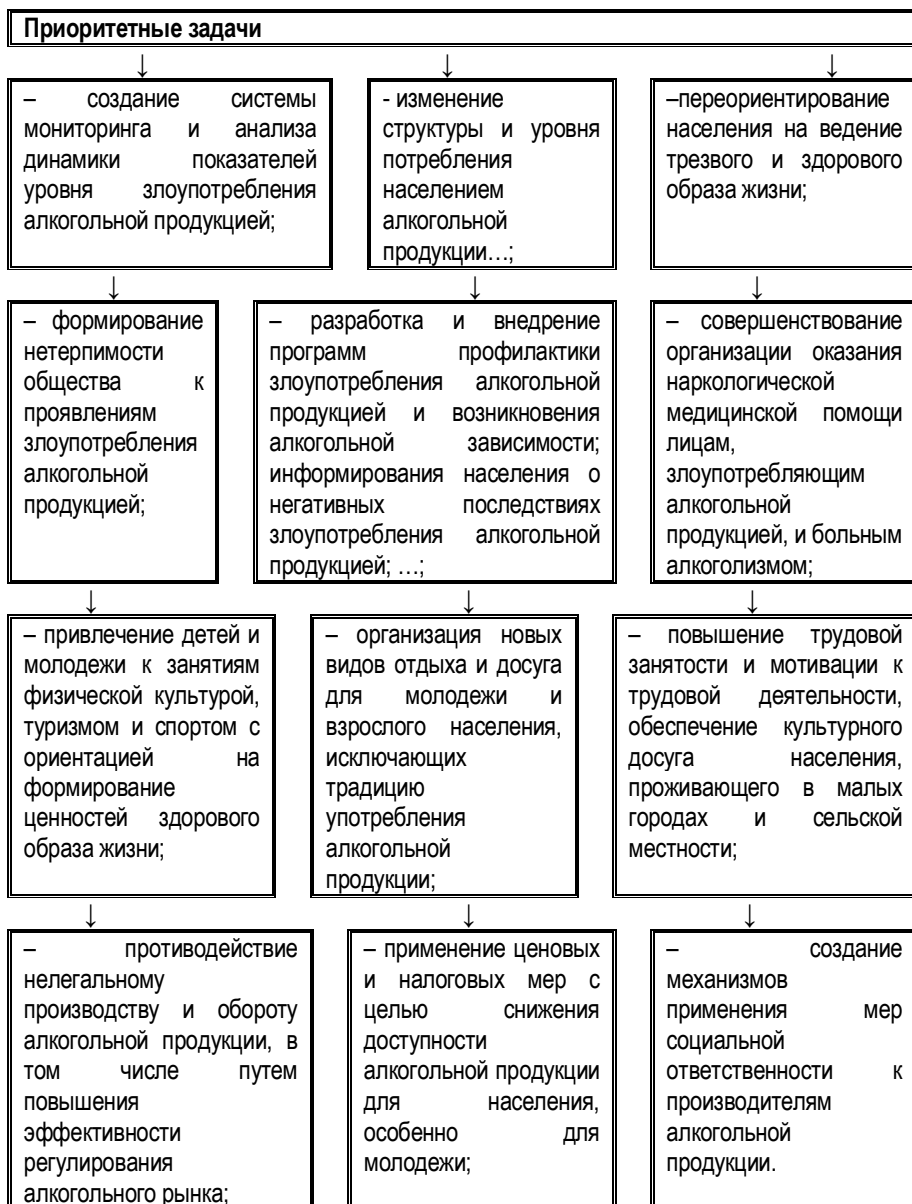 Приоритетные задачи
↓ ↓ ↓
– создание системы
мониторинга и анализа
динамики показателей
уровня злоупотребления
алкогольной продукцией;
- изменение
структуры и уровня
потребления
населением
алкогольной
продукции…;
–переориентирование
населения на ведение
трезвого и здорового
образа жизни;
↓ ↓ ↓
– формирование
нетерпимости
общества к
проявлениям
злоупотребления
алкогольной
продукцией;
– разработка и внедрение
программ профилактики
злоупотребления алкогольной
продукцией и возникновения
алкогольной зависимости;
информирования населения о
негативных последствиях
злоупотребления алкогольной
продукцией; …;
– совершенствование
организации оказания
наркологической
медицинской помощи
лицам,
злоупотребляющим
алкогольной
продукцией, и больным
алкоголизмом;
↓ ↓ ↓
– привлечение детей и
молодежи к занятиям
физической культурой,
туризмом и спортом с
ориентацией на
формирование
ценностей здорового
образа жизни;
– организация новых
видов отдыха и досуга
для молодежи и
взрослого населения,
исключающих
традицию
употребления
алкогольной
продукции;
– повышение трудовой
занятости и мотивации к
трудовой деятельности,
обеспечение культурного
досуга населения,
проживающего в малых
городах и сельской
местности;
↓ ↓ ↓
– противодействие
нелегальному
производству и обороту
алкогольной продукции, в
том числе путем
повышения
эффективности
регулирования
алкогольного рынка;
– применение ценовых
и налоговых мер с
целью снижения
доступности
алкогольной продукции
для населения,
особенно для
молодежи;
– создание
механизмов
применения мер
социальной
ответственности к
производителям
алкогольной
продукции.